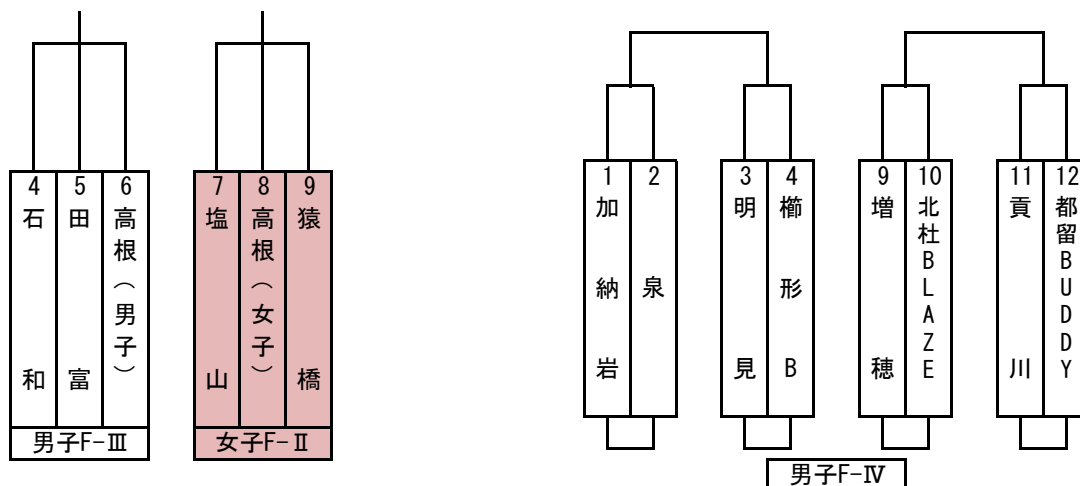 4 石和
5 田富
6 高根(男子)
男子F-Ⅲ
7 塩山
8 高根(女子)
9 猿橋
女子F-Ⅱ
1 加納岩
2 泉
3 明見
4 櫛形B
9 増穂
10 北杜BLAZE
11 貢川
12 都留BUDDY
男子F-Ⅳ